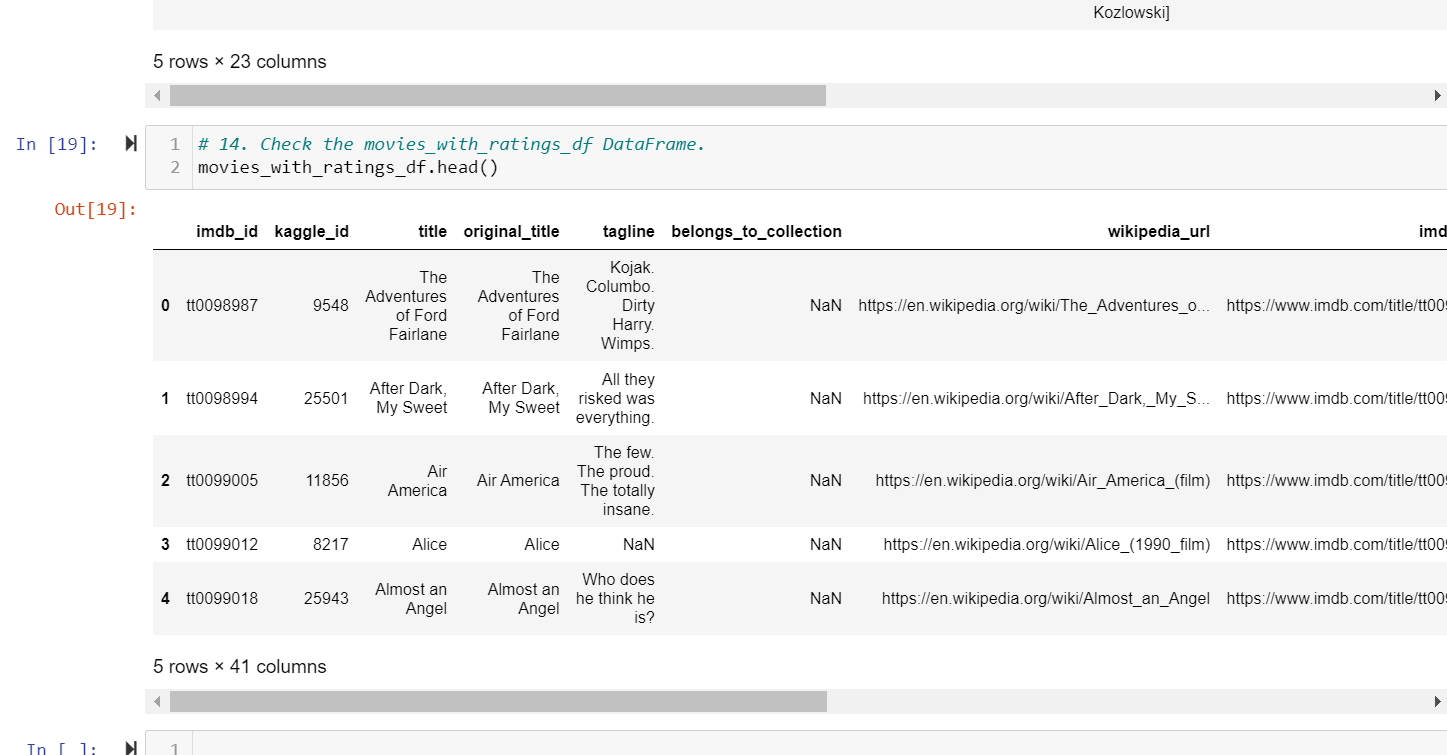 Kozlowski]
5 rows × 23 columns
In [19]:
1 # 14. Check the movies_with_ratings_df DataFrame.
2 movies_with_ratings_df.head()
Out[19]:
imdb_id kaggle_id title original_title tagline belongs_to_collection wikipedia_url imd
0 tt0098987 9548 The Adventures of Ford Fairlane The Adventures of Ford Fairlane Kojak. Columbo. Dirty Harry. Wimps. NaN https://en.wikipedia.org/wiki/The_Adventures_o... https://www.imdb.com/title/tt009
1 tt0098994 25501 After Dark, My Sweet After Dark, My Sweet All they risked was everything. NaN https://en.wikipedia.org/wiki/After_Dark,_My_S... https://www.imdb.com/title/tt009
2 tt0099005 11856 Air America Air America The few. The proud. The totally insane. NaN https://en.wikipedia.org/wiki/Air_America_(film) https://www.imdb.com/title/tt009
3 tt0099012 8217 Alice Alice NaN NaN https://en.wikipedia.org/wiki/Alice_(1990_film) https://www.imdb.com/title/tt009
4 tt0099018 25943 Almost an Angel Almost an Angel Who does he think he is? NaN https://en.wikipedia.org/wiki/Almost_an_Angel https://www.imdb.com/title/tt009
5 rows × 41 columns
In [ ]:
1